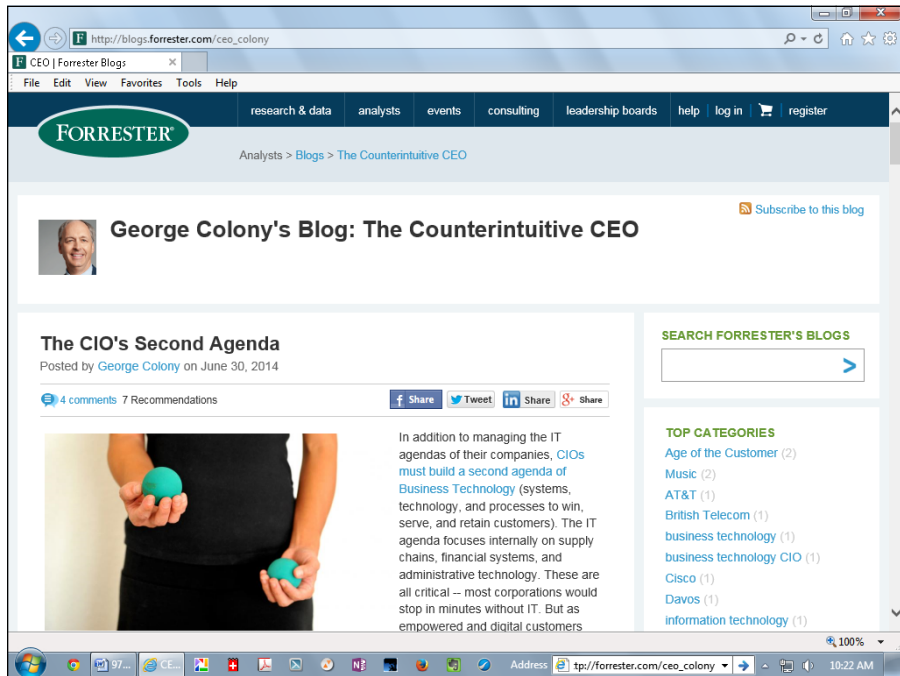 http://blogs.forrester.com/ceo_colony
CEO | Forrester Blogs
File Edit View Favorites Tools Help
FORRESTER®
research & data analysts events consulting leadership boards help log in register
Analysts > Blogs > The Counterintuitive CEO
Subscribe to this blog
George Colony's Blog: The Counterintuitive CEO
The CIO's Second Agenda
Posted by George Colony on June 30, 2014
4 comments 7 Recommendations
f Share Tweet in Share g+ Share
In addition to managing the IT
agendas of their companies, CIOs
must build a second agenda of
Business Technology (systems,
technology, and processes to win,
serve, and retain customers). The IT
agenda focuses internally on supply
chains, financial systems, and
administrative technology. These are
all critical -- most corporations would
stop in minutes without IT. But as
empowered and digital customers
SEARCH FORRESTER'S BLOGS
TOP CATEGORIES
Age of the Customer (2)
Music (2)
AT&T (1)
British Telecom (1)
business technology (1)
business technology CIO (1)
Cisco (1)
Davos (1)
information technology (1)
100%
97... CE... Address tp://forrester.com/ceo_colony 10:22 AM